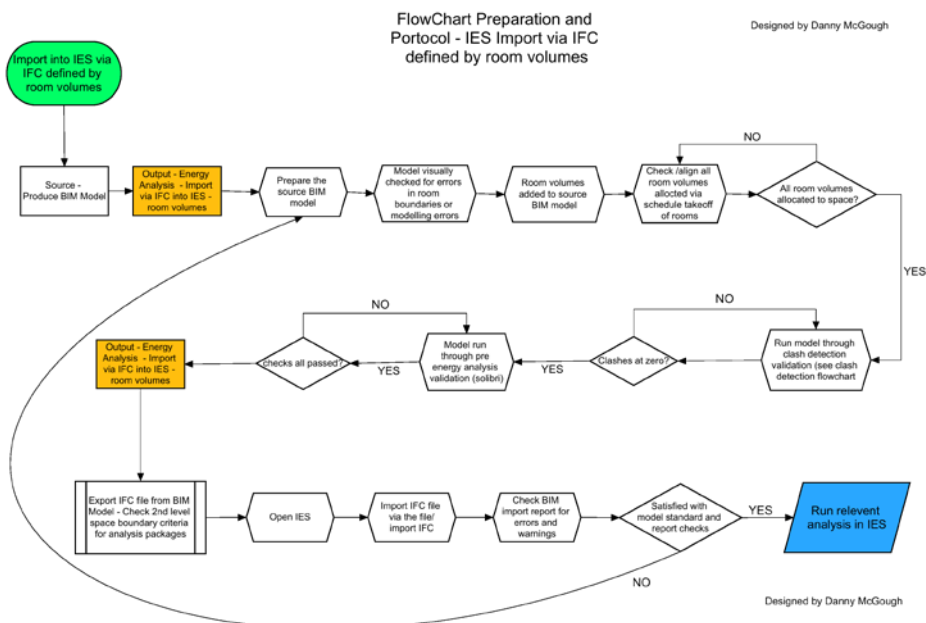 FlowChart Preparation and
Portocol - IES Import via IFC
defined by room volumes
Designed by Danny McGough
Import into IES via
IFC defined by
room volumes
Source -
Produce BIM Model
Output - Energy
Analysis - Import
via IFC into IES -
room volumes
Prepare the
source BIM
model
Model visually
checked for errors
in room
boundaries or
modelling errors
Room volumes
added to source
BIM model
Check /align all
room volumes
allocted via
schedule takeoff
of rooms
NO
All room volumes
allocated to space?
YES
Output - Energy
Analysis - Import
via IFC into IES -
room volumes
checks all passed?
NO
YES
Model run
through pre
energy analysis
validation (solibri)
YES
Clashes at zero?
NO
Run model through
clash detection
validation (see clash
detection flowchart
Export IFC file from BIM
Model - Check 2nd level
space boundary criteria
for analysis packages
Open IES
Import IFC file
via the file/
import IFC
Check BIM
import report for
errors and
warnings
Satisfied with
model standard and
report checks
YES
NO
Run relevent
analysis in IES
Designed by Danny McGough